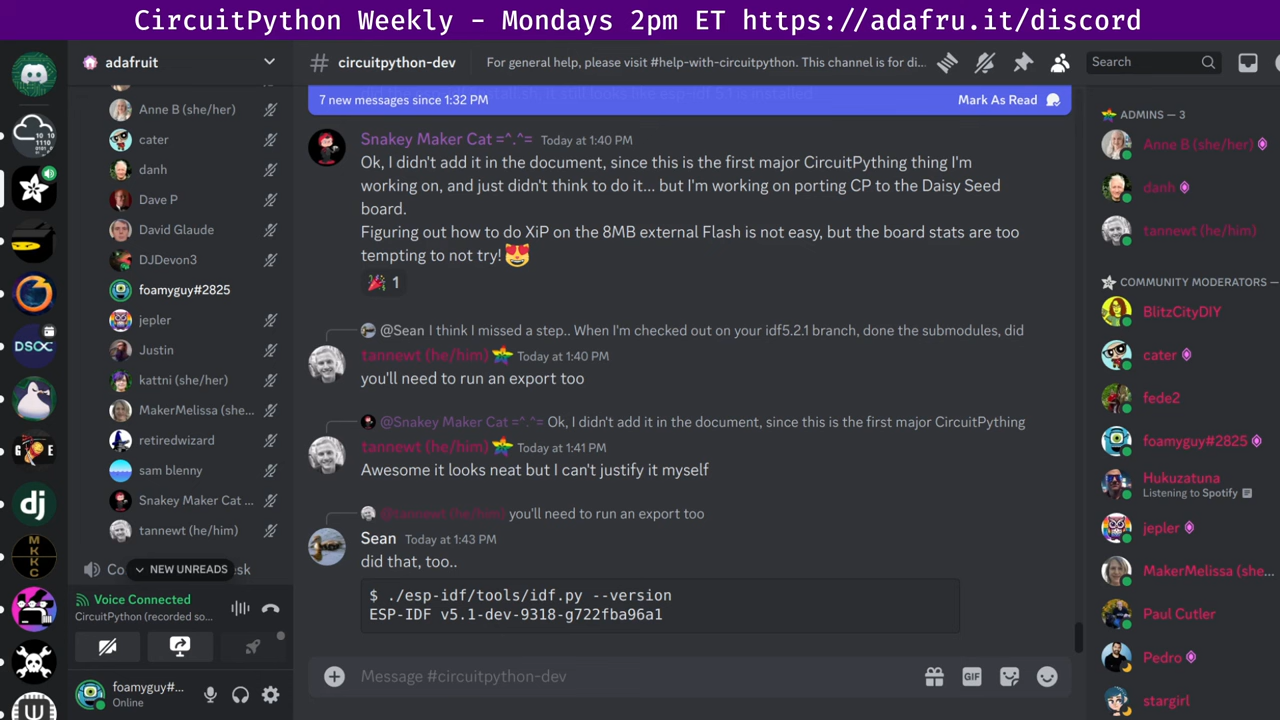 CircuitPython Weekly - Mondays 2pm ET https://adafru.it/discord
adafruit
Anne B (she/her)
cater
danh
Dave P
David Glaude
DJDevon3
foamyguy#2825
jepler
Justin
kattni (she/her)
MakerMelissa (she...
retiredwizard
sam blenny
Snakey Maker Cat ...
tannewt (he/him)
Co
NEW UNREADS
esk
Voice Connected
CircuitPython (recorded so...
foamyguy#...
Online
circuitpython-dev
For general help, please visit #help-with-circuitpython. This channel is for di...
7 new messages since 1:32 PM
Mark As Read
Snakey Maker Cat =^.^= Today at 1:40 PM
Ok, I didn't add it in the document, since this is the first major CircuitPything thing I'm
working on, and just didn't think to do it... but I'm working on porting CP to the Daisy Seed
board.
Figuring out how to do XiP on the 8MB external Flash is not easy, but the board stats are too
tempting to not try!
1
@Sean I think I missed a step.. When I'm checked out on your idf5.2.1 branch, done the submodules, did
tannewt (he/him) Today at 1:40 PM
you'll need to run an export too
@Snakey Maker Cat =^.^= Ok, I didn't add it in the document, since this is the first major CircuitPything
tannewt (he/him) Today at 1:41 PM
Awesome it looks neat but I can't justify it myself
@tannewt (he/him) you'll need to run an export too
Sean Today at 1:43 PM
did that, too..
$ ./esp-idf/tools/idf.py --version
ESP-IDF v5.1-dev-9318-g722fba96a1
Message #circuitpython-dev
GIF
Search
ADMINS — 3
Anne B (she/her)
danh
tannewt (he/him)
COMMUNITY MODERATORS —
BlitzCityDIY
cater
fede2
foamyguy#2825
Hukuzatuna
Listening to Spotify
jepler
MakerMelissa (she...
Paul Cutler
Pedro
stargirl
DSOC
dj
MKKC